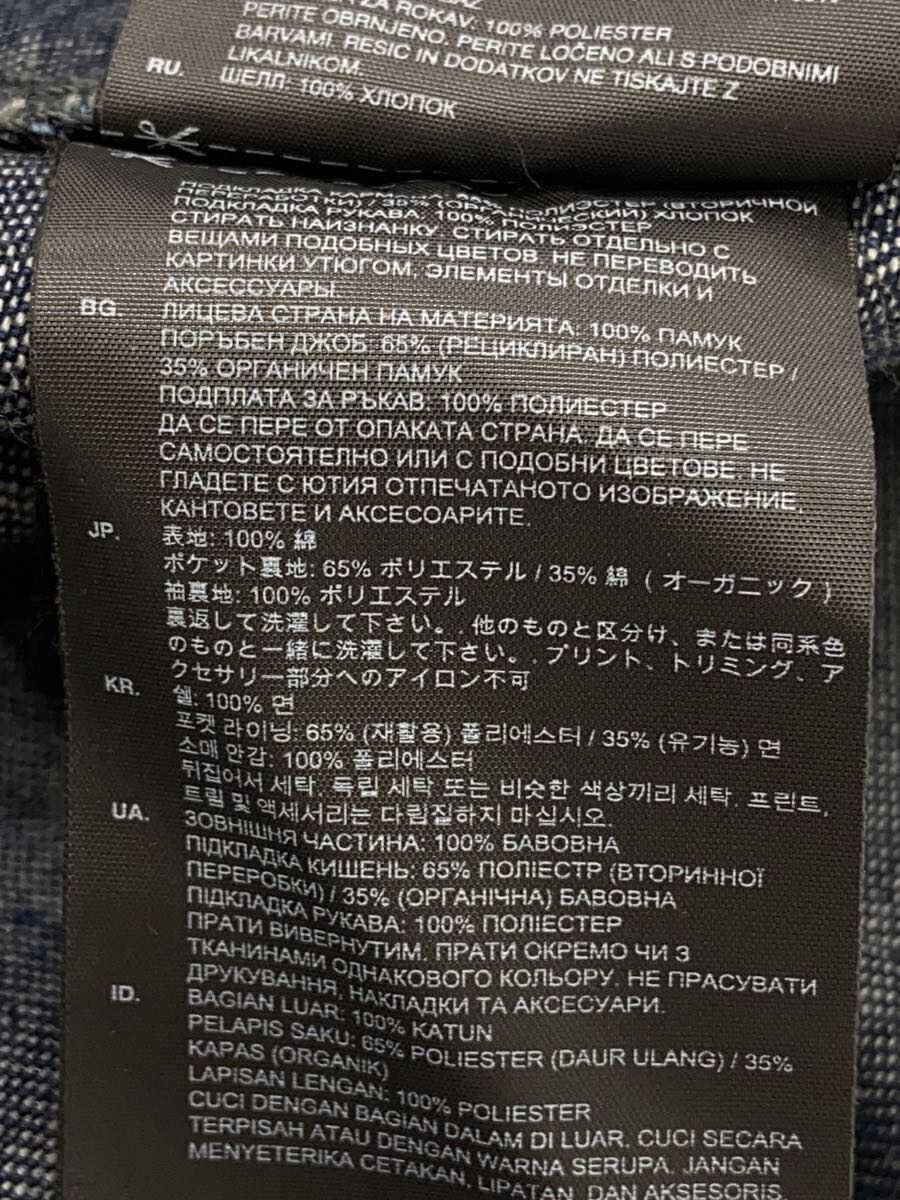 ZA ROKAV: 100% POLIESTER
PERITE OBRNJENO. PERITE LOČENO ALI S PODOBNIMI
BARVAMI. RESIC IN DODATKOV NE TISKAJTE Z
LIKALNIKOM.
RU. ШЕЛЛ: 100% ХЛОПОК
ПЕРЕРАБОТКИ) / 35% (ОРГАНИЧЕСКИЙ) ХЛОПОК
ПОДКЛАДКА РУКАВА: 100% ПОЛИЭСТЕР
СТИРАТЬ НАИЗНАНКУ. СТИРАТЬ ОТДЕЛЬНО С
ВЕЩАМИ ПОДОБНЫХ ЦВЕТОВ. НЕ ПЕРЕВОДИТЬ
КАРТИНКИ УТЮГОМ, ЭЛЕМЕНТЫ ОТДЕЛКИ И
АКСЕССУАРЫ.
BG. ЛИЦЕВА СТРАНА НА МАТЕРИЯТА: 100% ПАМУК
ПОРЪБЕН ДЖОБ: 65% (РЕЦИКЛИРАН) ПОЛИЕСТЕР /
35% ОРГАНИЧЕН ПАМУК
ПОДПЛАТА ЗА РЪКАВ: 100% ПОЛИЕСТЕР
ДА СЕ ПЕРЕ ОТ ОПАКАТА СТРАНА. ДА СЕ ПЕРЕ
САМОСТОЯТЕЛНО ИЛИ С ПОДОБНИ ЦВЕТОВЕ. НЕ
ГЛАДЕТЕ С ЮТИЯ ОТПЕЧАТАНОТО ИЗОБРАЖЕНИЕ,
КАНТОВЕТЕ И АКСЕСОАРИТЕ.
JP. 表地: 100% 綿
ポケット裏地: 65% ポリエステル / 35% 綿 ( オーガニック )
袖裏地: 100% ポリエステル
裏返して洗濯して下さい。. 他のものと区分け、または同系色
のものと一緒に洗濯して下さい。. プリント、トリミング、ア
クセサリー部分へのアイロン不可
KR. 쉘: 100% 면
포켓 라이닝: 65% (재활용) 폴리에스터 / 35% (유기능) 면
소매 안감: 100% 폴리에스터
뒤집어서 세탁. 독립 세탁 또는 비슷한 색상끼리 세탁. 프린트,
트림 및 액세서리는 다림질하지 마십시오.
UA. ЗОВНІШНЯ ЧАСТИНА: 100% БАВОВНА
ПІДКЛАДКА КИШЕНЬ: 65% ПОЛІЕСТР (ВТОРИННОЇ
ПЕРЕРОБКИ) / 35% (ОРГАНІЧНА) БАВОВНА
ПІДКЛАДКА РУКАВА: 100% ПОЛІЕСТЕР
ПРАТИ ВИВЕРНУТИМ. ПРАТИ ОКРЕМО ЧИ З
ТКАНИНАМИ ОДНАКОВОГО КОЛЬОРУ. НЕ ПРАСУВАТИ
ДРУКУВАННЯ, НАКЛАДКИ ТА АКСЕСУАРИ.
ID. BAGIAN LUAR: 100% KATUN
PELAPIS SAKU: 65% POLIESTER (DAUR ULANG) / 35%
KAPAS (ORGANIK)
LAPISAN LENGAN: 100% POLIESTER
CUCI DENGAN BAGIAN DALAM DI LUAR. CUCI SECARA
TERPISAH ATAU DENGAN WARNA SERUPA. JANGAN
MENYETERIKA CETAKAN, LIPATAN, DAN AKSESORIS